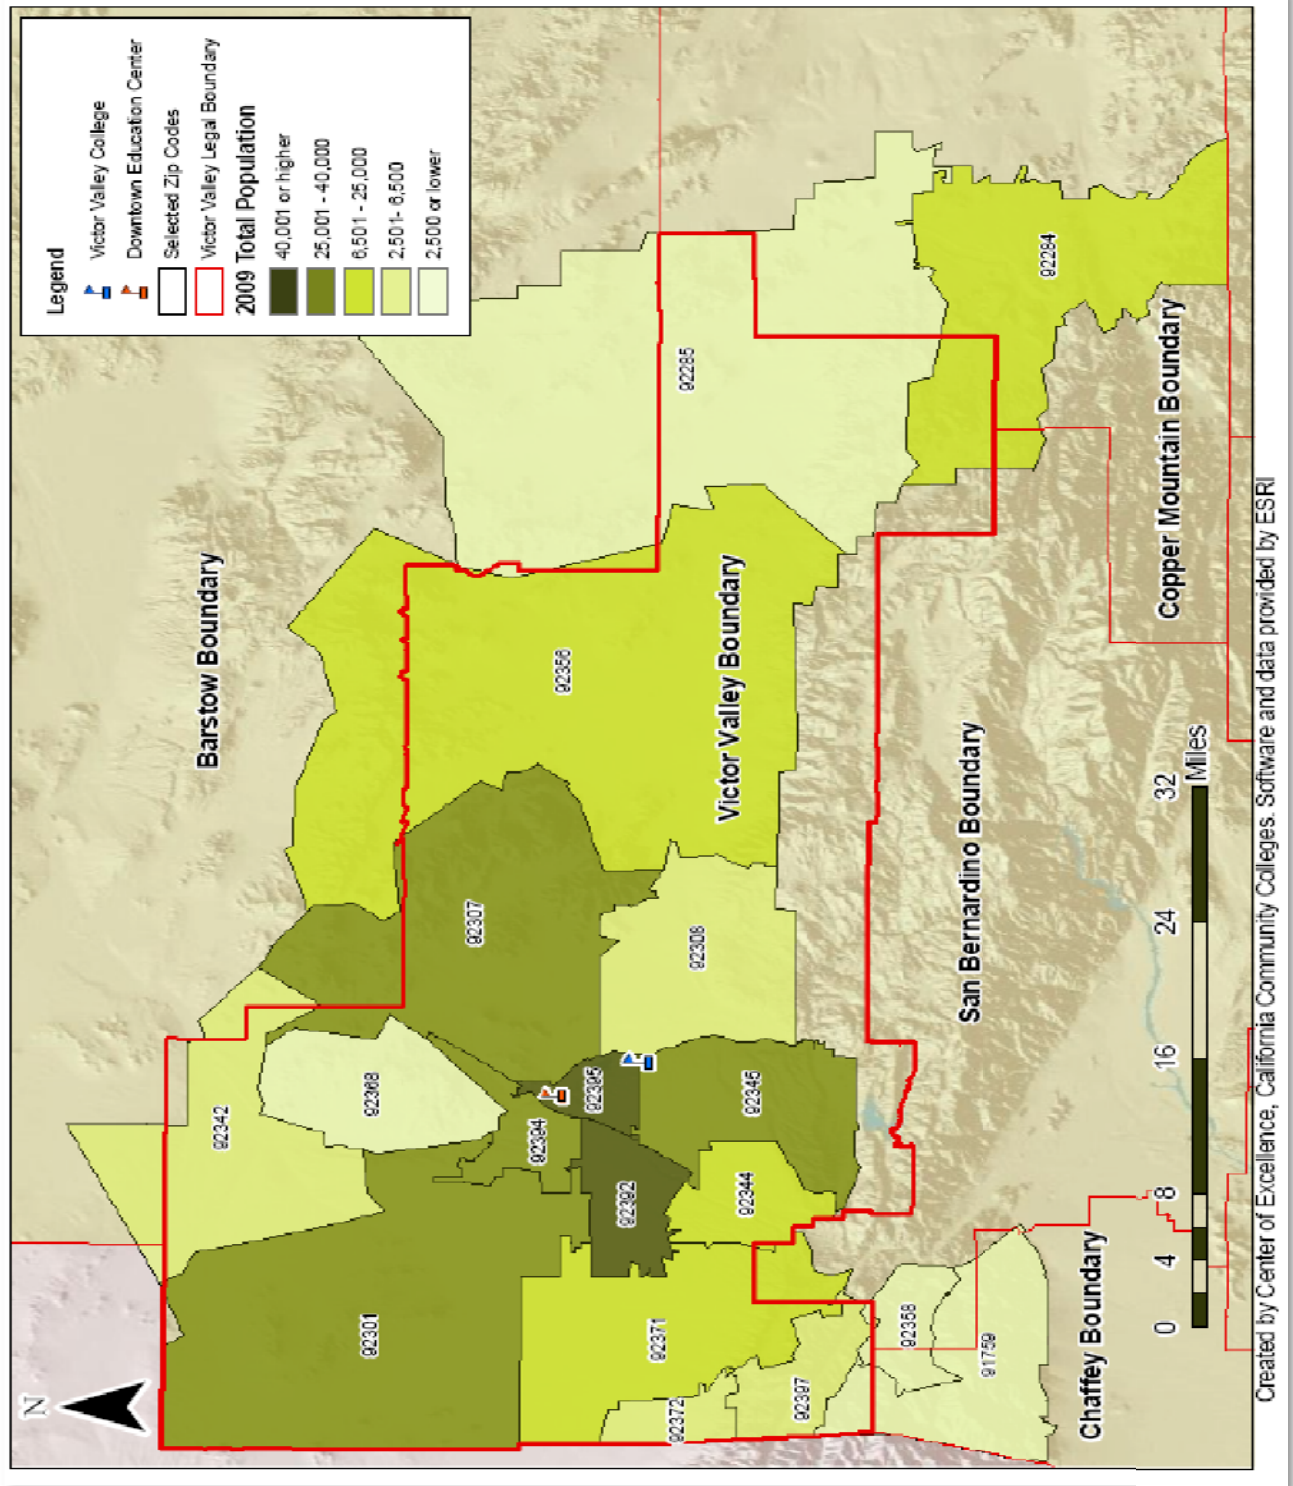 Legend
Victor Valley College
Downtown Education Center
Selected Zip Codes
Victor Valley Legal Boundary
2009 Total Population
40,001 or higher
25,001 - 40,000
6,501 - 25,000
2,501- 6,500
2,500 or lower
N
Barstow Boundary
92342
92368
92301
92307
92394
92395
92392
92356
92285
92308
92345
92344
92371
92372
92397
92358
91759
92284
Victor Valley Boundary
San Bernardino Boundary
Copper Mountain Boundary
Chaffey Boundary
0 4 8 16 24 32
Miles
Created by Center of Excellence, California Community Colleges. Software and data provided by ESRI